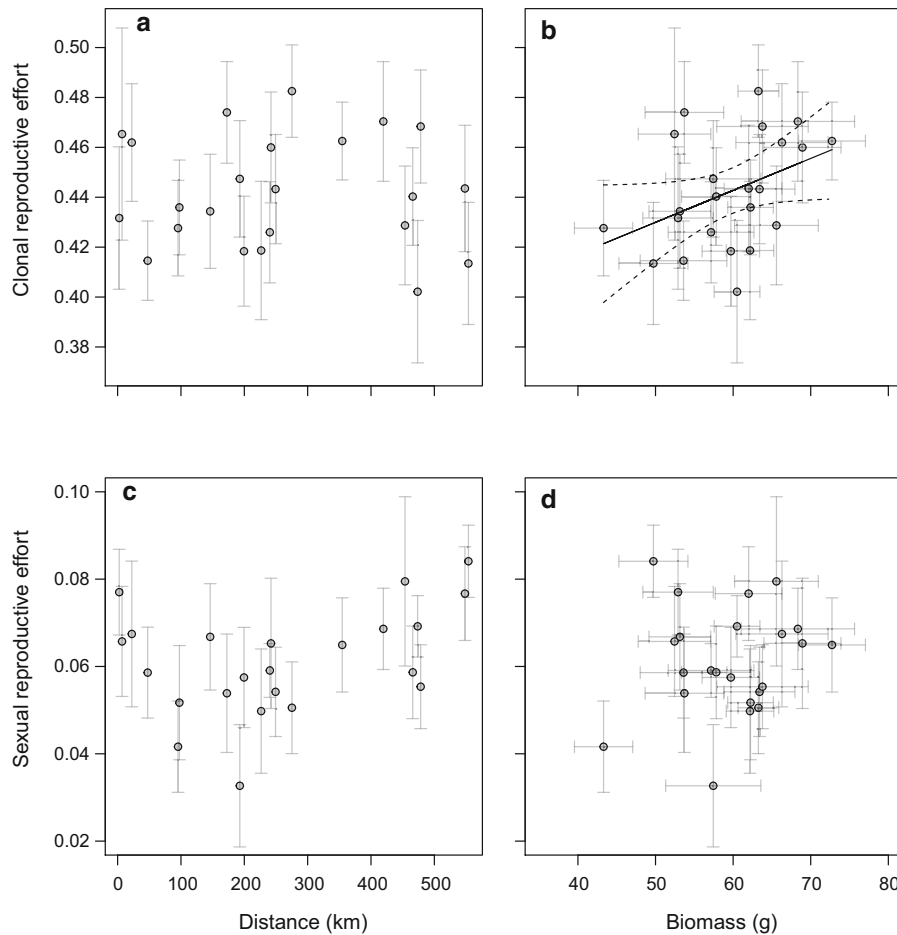 a
b
Clonal reproductive effort
0.50
0.48
0.46
0.44
0.42
0.40
0.38
c
d
Sexual reproductive effort
0.10
0.08
0.06
0.04
0.02
0 100 200 300 400 500
40 50 60 70 80
Distance (km)
Biomass (g)